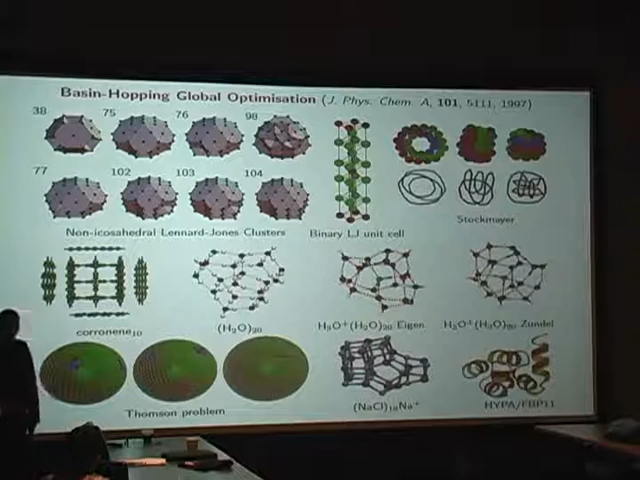 Basin-Hopping Global Optimisation (J. Phys. Chem. A, 101, 5111, 1997)
38 75 76 98
77 102 103 104
Non-icosahedral Lennard-Jones Clusters
Binary LJ unit cell
Stockmayer
corronene10
(H2O)20
H3O+(H2O)20 Eigen
H5O2+(H2O)20 Zundel
Thomson problem
(NaCl)18Na+
HYPA/FBP11